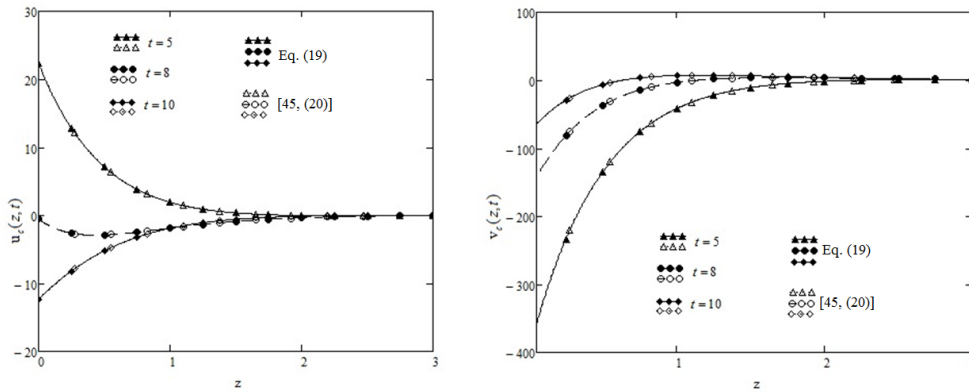 30
20
10
0
−10
−20
0
1
2
3
z
u_c(z,t)
t = 5
t = 8
t = 10
Eq. (19)
[45, (20)]
100
0
−100
−200
−300
−400
1
2
z
v_c(z,t)
t = 5
t = 8
t = 10
Eq. (19)
[45, (20)]